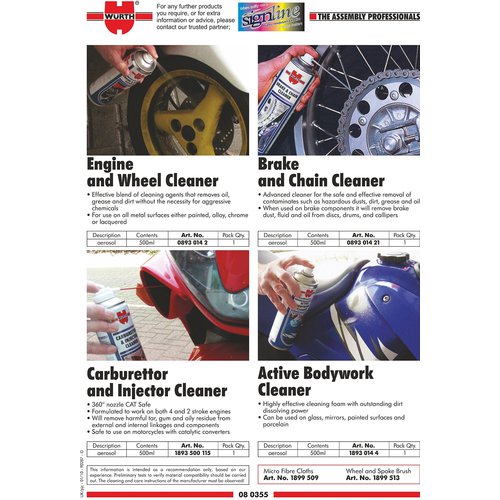 WURTH
For any further products
you require, or for extra
information or advice, please
contact our trusted partner;
signline
THE ASSEMBLY PROFESSIONALS
Engine
and Wheel Cleaner
• Effective blend of cleaning agents that removes oil,
grease and dirt without the necessity for aggressive
chemicals
• For use on all metal surfaces either painted, alloy, chrome
or lacquered
Description Contents Art. No. Pack Qty.
aerosol 500ml 0893 014 2 1
Brake
and Chain Cleaner
• Advanced cleaner for the safe and effective removal of
contaminates such as hazardous dusts, dirt, grease and oil
• When used on brake components it will remove brake
dust, fluid and oil from discs, drums, and callipers
Description Contents Art. No. Pack Qty.
aerosol 500ml 0893 014 21 1
WURTH
CARBURETTOR
& INJECTOR CLEANER
Carburettor
and Injector Cleaner
• 360° nozzle CAT Safe
• Formulated to work on both 4 and 2 stroke engines
• Will remove harmful tar, gum and oily residue from
external and internal linkages and components
• Safe to use on motorcycles with catalytic converters
Description Contents Art. No. Pack Qty.
aerosol 500ml 1893 500 115 1
Active Bodywork
Cleaner
• Highly effective cleaning foam with outstanding dirt
dissolving power
• Can be used on glass, mirrors, painted surfaces and
porcelain
Description Contents Art. No. Pack Qty.
aerosol 500ml 0893 014 4 1
This information is intended as a recommendation only, based on our
experience. Preliminary tests to verify material compatibility should be carried
out. The cleaning and care instructions of the manufacturer must be observed!
Micro Fibre Cloths
Art. No. 1899 509
Wheel and Spoke Brush
Art. No. 1899 513
08 0355